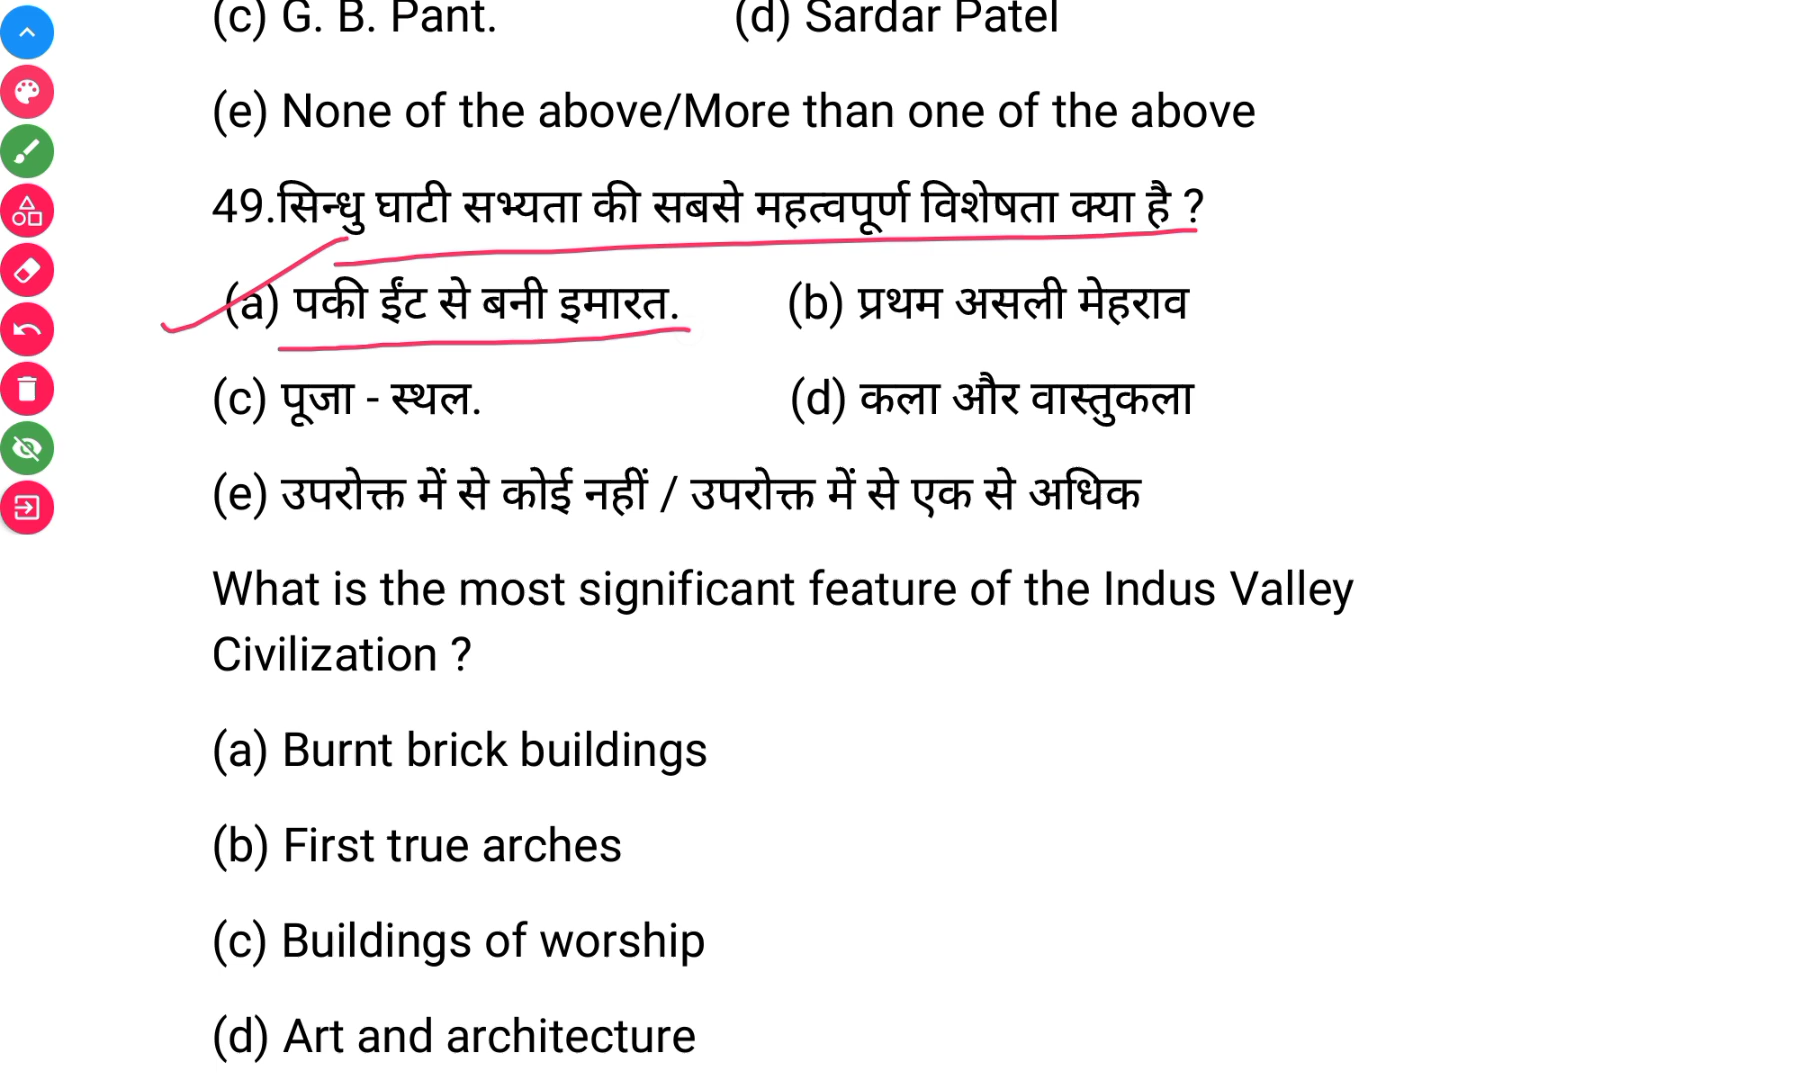 (c) G. B. Pant. (d) Sardar Patel
(e) None of the above/More than one of the above
49.सिन्धु घाटी सभ्यता की सबसे महत्वपूर्ण विशेषता क्या है ?
(a) पकी ईंट से बनी इमारत. (b) प्रथम असली मेहराव
(c) पूजा - स्थल. (d) कला और वास्तुकला
(e) उपरोक्त में से कोई नहीं / उपरोक्त में से एक से अधिक
What is the most significant feature of the Indus Valley
Civilization ?
(a) Burnt brick buildings
(b) First true arches
(c) Buildings of worship
(d) Art and architecture